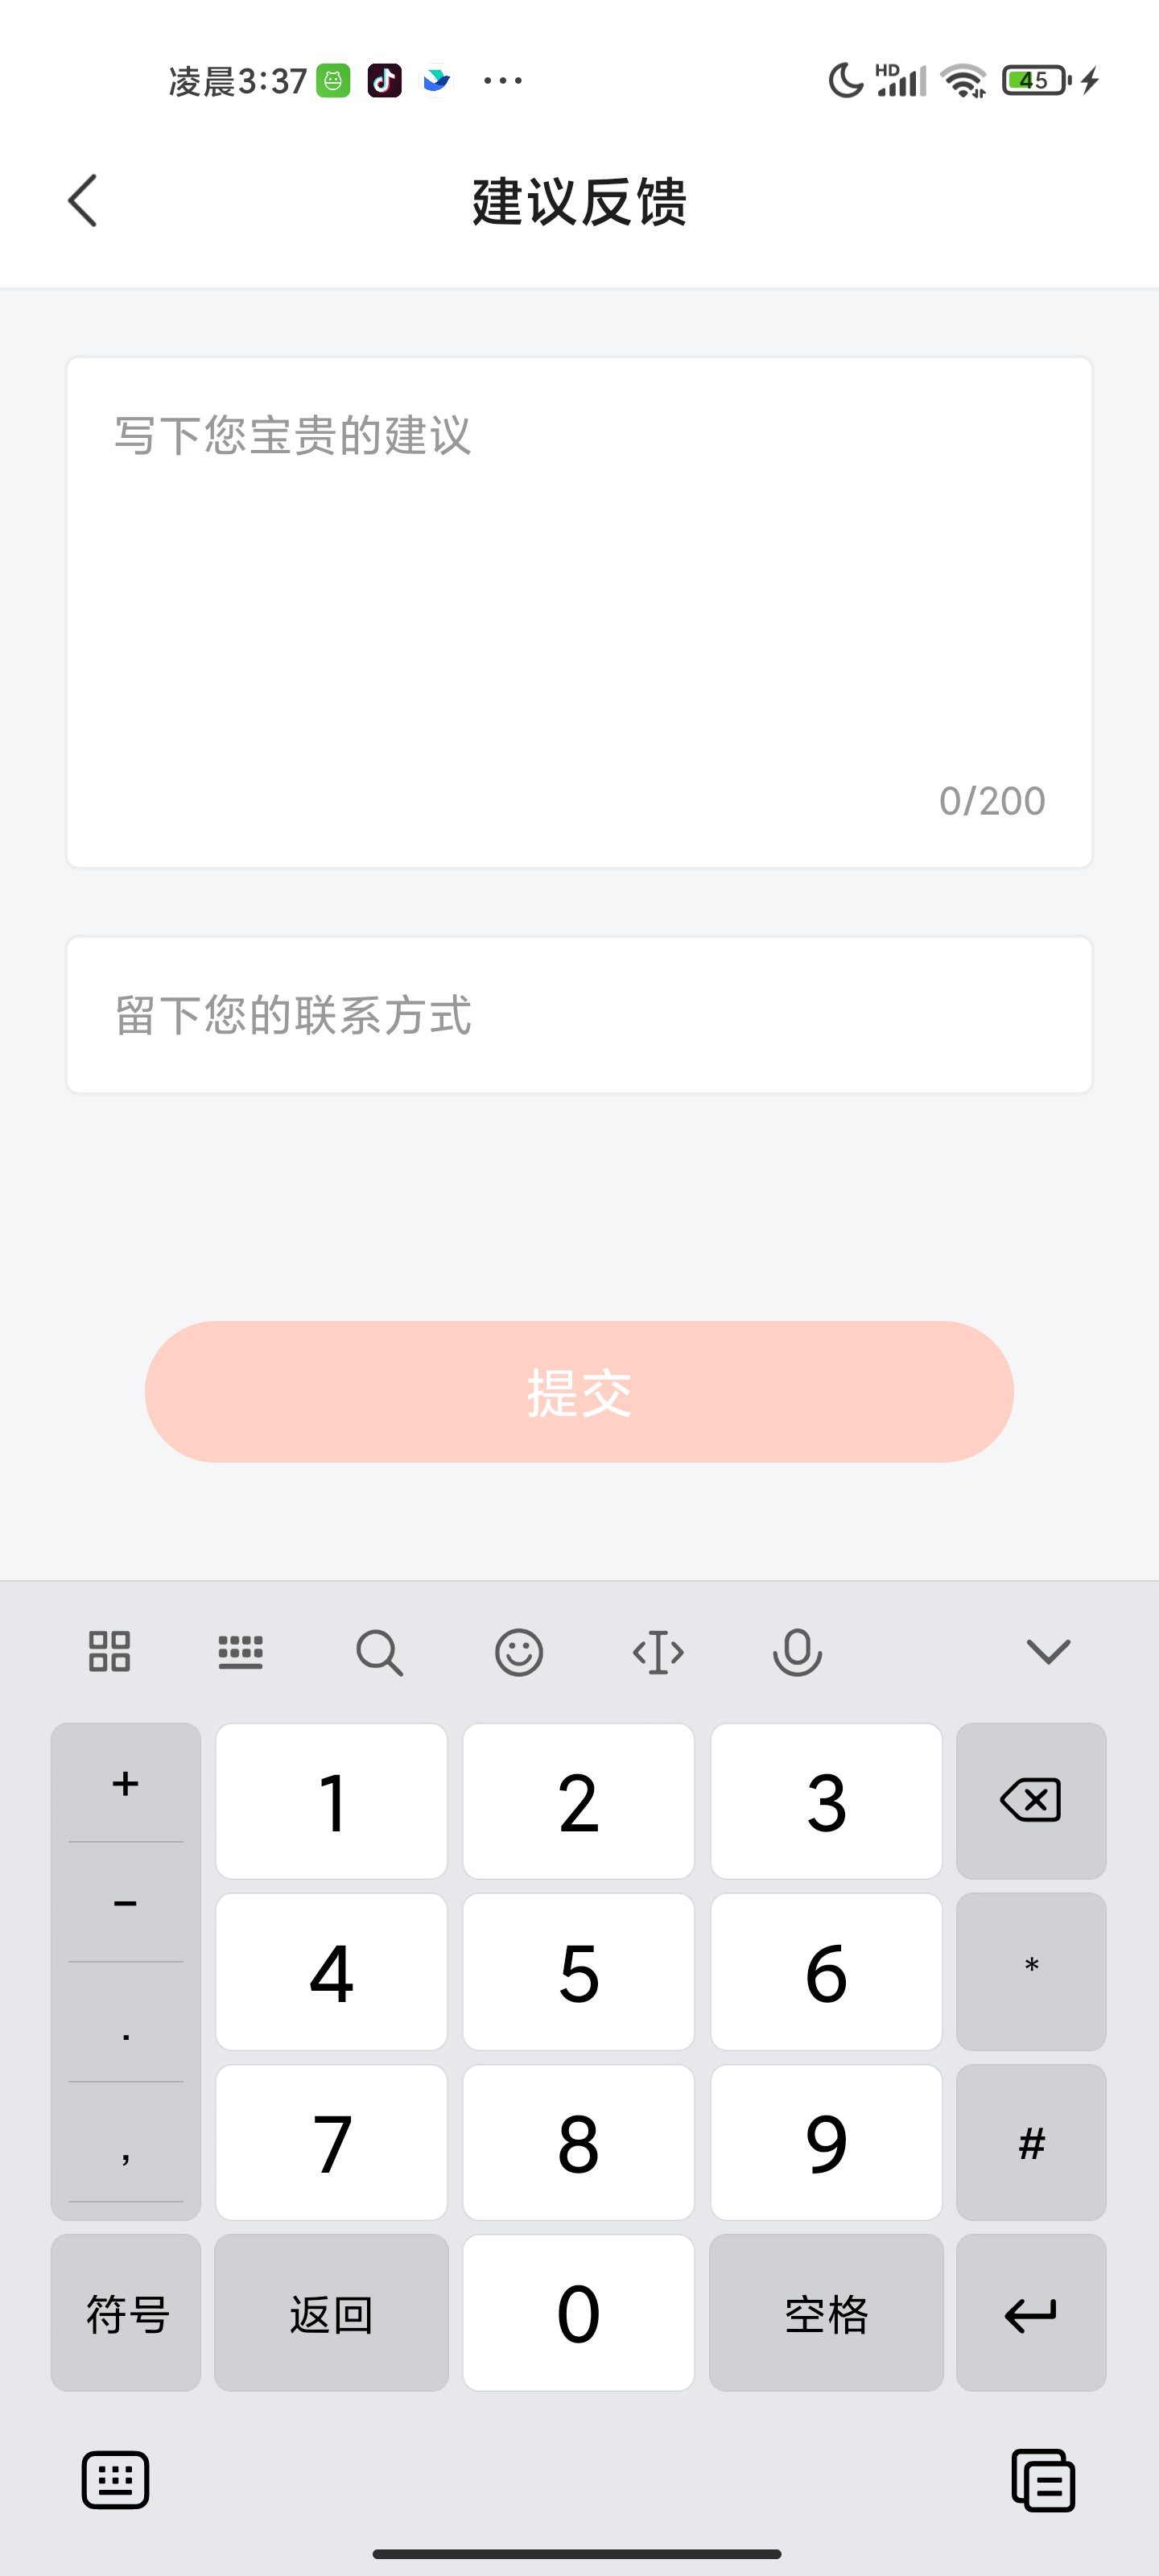 凌晨3:37 HD 45
建议反馈
写下您宝贵的建议
0/200
留下您的联系方式
提交
+ 1 2 3
- 4 5 6 *
. 7 8 9 #
,
符号 返回 0 空格